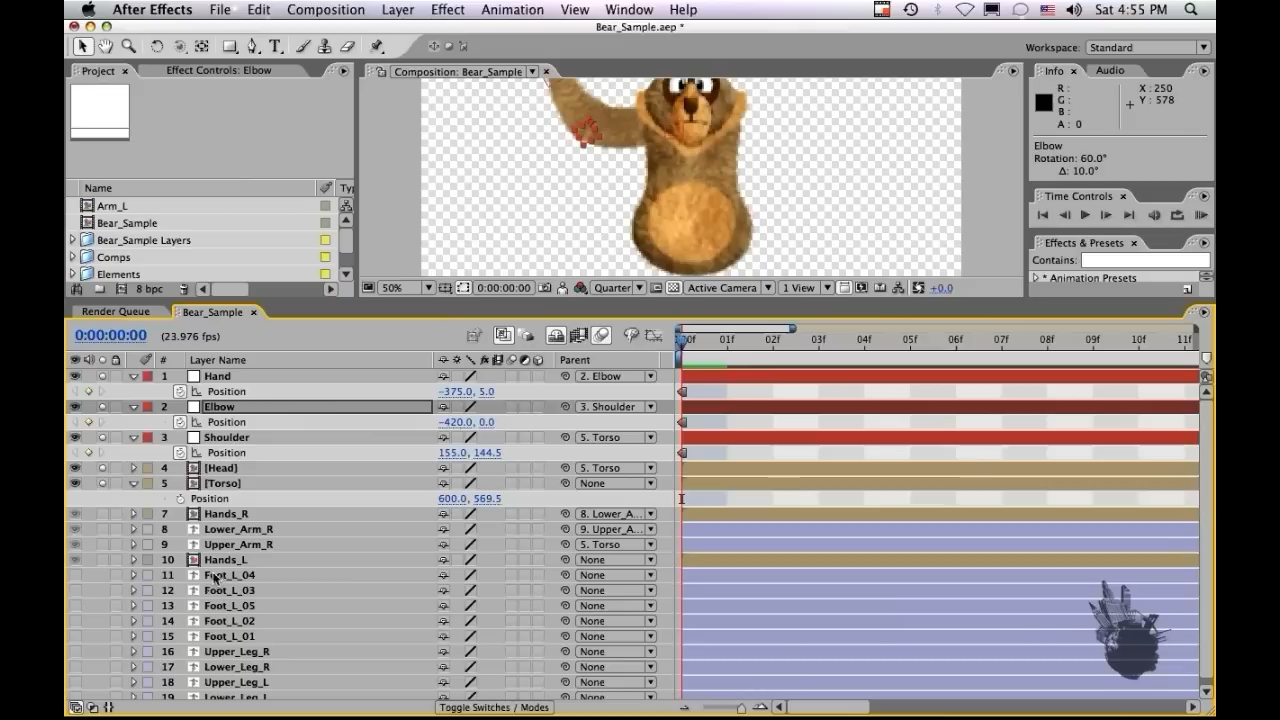 After Effects File Edit Composition Layer Effect Animation View Window Help Sat 4:55 PM
Bear_Sample.aep *
Workspace: Standard
Project × Effect Controls: Elbow Composition: Bear_Sample × Info × Audio
R : X : 250
G : Y : 578
B :
A : 0
Elbow
Rotation: 60.0°
Δ: 10.0°
Name Typ
Arm_L
Bear_Sample
Bear_Sample Layers
Comps
Elements
Time Controls ×
Effects & Presets ×
Contains:
* Animation Presets
8 bpc 50% 0:00:00:00 Quarter Active Camera 1 View +0.0
Render Queue Bear_Sample ×
0:00:00:00 (23.976 fps) 00f 01f 02f 03f 04f 05f 06f 07f 08f 09f 10f 11f
# Layer Name Parent
1 Hand 2. Elbow
Position -375.0, 5.0
2 Elbow 3. Shoulder
Position -420.0, 0.0
3 Shoulder 5. Torso
Position 155.0, 144.5
4 [Head] 5. Torso
5 [Torso] None
Position 600.0, 569.5
7 Hands_R 8. Lower_A...
8 Lower_Arm_R 9. Upper_A...
9 Upper_Arm_R 5. Torso
10 Hands_L None
11 Foot_L_04 None
12 Foot_L_03 None
13 Foot_L_05 None
14 Foot_L_02 None
15 Foot_L_01 None
16 Upper_Leg_R None
17 Lower_Leg_R None
18 Upper_Leg_L None
19 Lower_Leg_L None
Toggle Switches / Modes